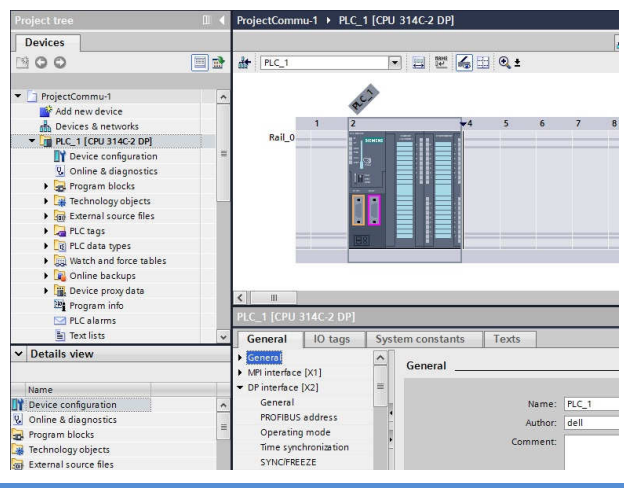 Project tree
ProjectCommu-1 ▸ PLC_1 [CPU 314C-2 DP]
Devices
PLC_1
ProjectCommu-1
Add new device
Devices & networks
PLC_1 [CPU 314C-2 DP]
Device configuration
Online & diagnostics
Program blocks
Technology objects
External source files
PLC tags
PLC data types
Watch and force tables
Online backups
Device proxy data
Program info
PLC alarms
Text lists
PLC_1
1 2 4 5 6 7 8
Rail_0
SIEMENS
PLC_1 [CPU 314C-2 DP]
General IO tags System constants Texts
General
MPI interface [X1]
DP interface [X2]
General
PROFIBUS address
Operating mode
Time synchronization
SYNC/FREEZE
General
Name: PLC_1
Author: dell
Comment:
Details view
Name
Device configuration
Online & diagnostics
Program blocks
Technology objects
External source files